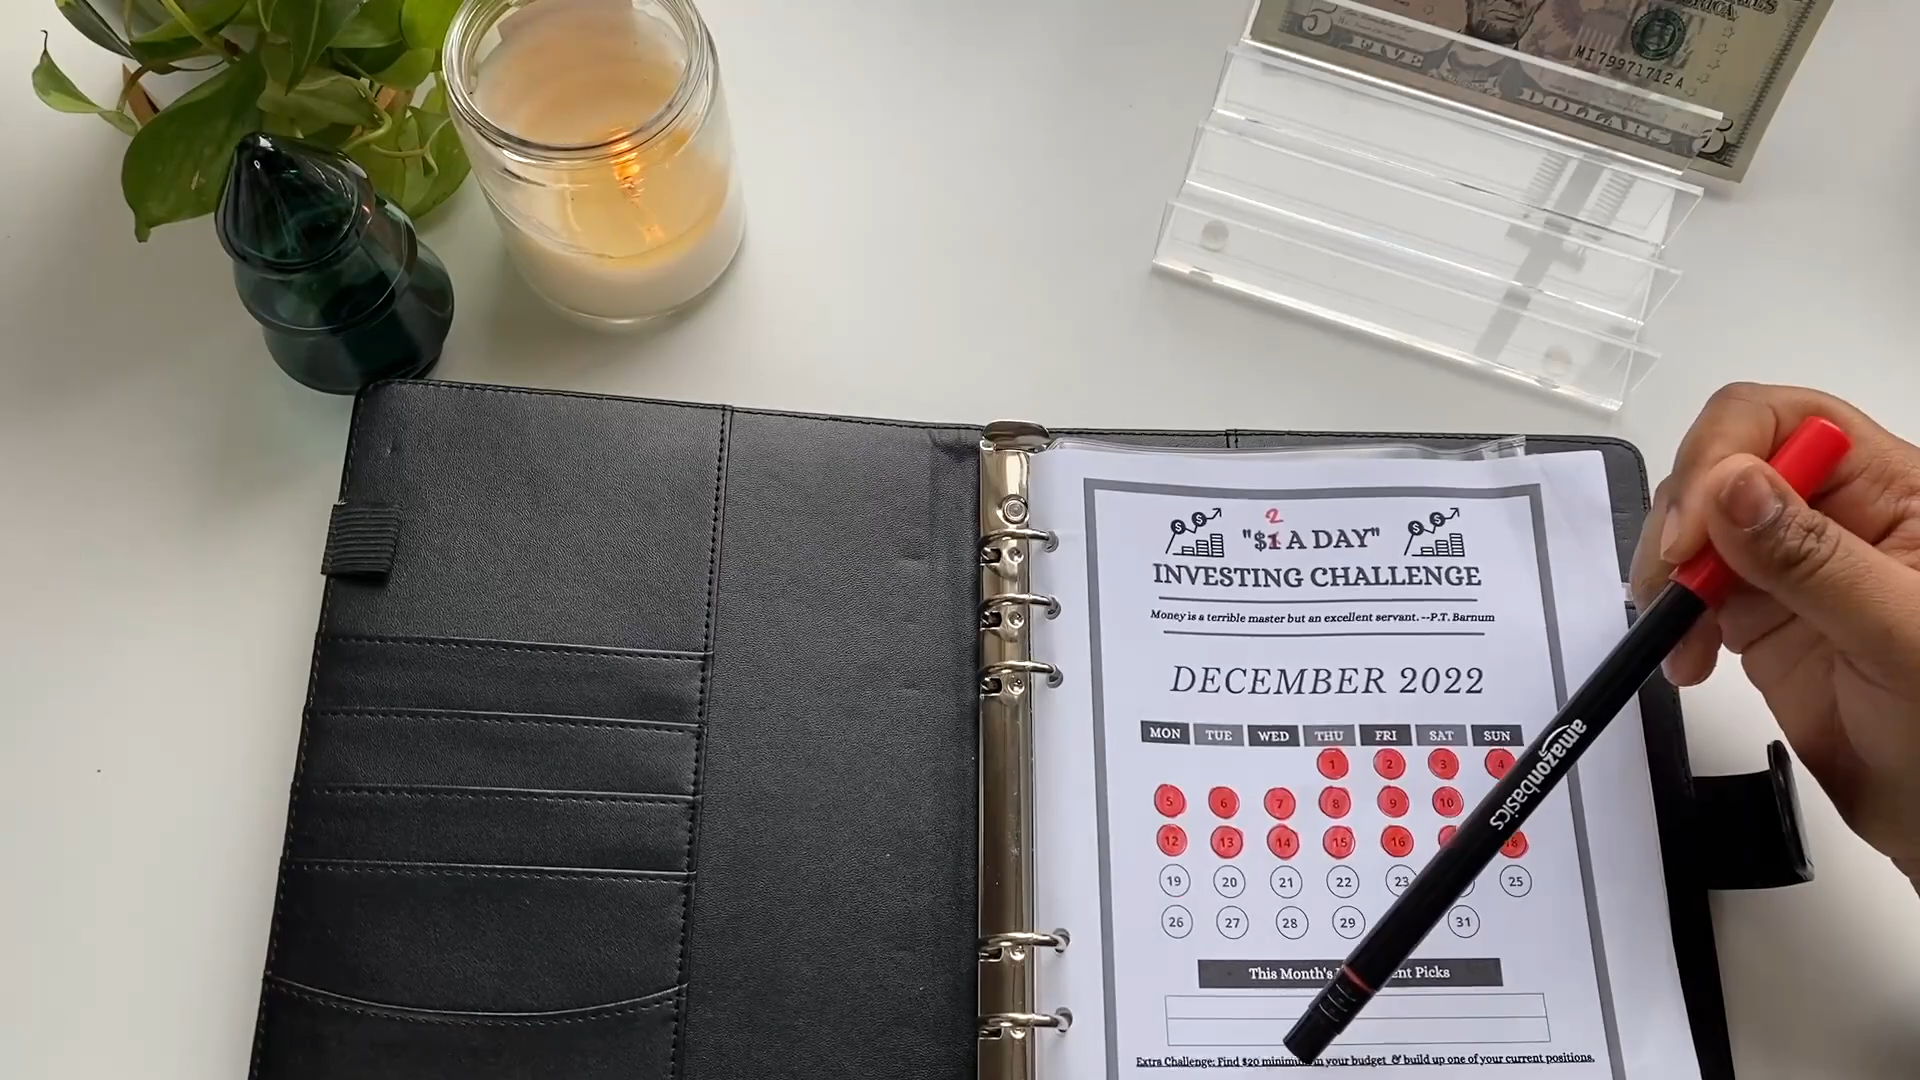 AMERICA
MI 79971712 A
5 FIVE DOLLARS 5
2
"$1 A DAY"
INVESTING CHALLENGE
Money is a terrible master but an excellent servant. --P.T. Barnum
DECEMBER 2022
MON TUE WED THU FRI SAT SUN
1 2 3 4
5 6 7 8 9 10
12 13 14 15 16 18
19 20 21 22 23 25
26 27 28 29 31
This Month's Picks
Extra Challenge: Find $20 your budget & build up one of your current positions.
amazonbasics